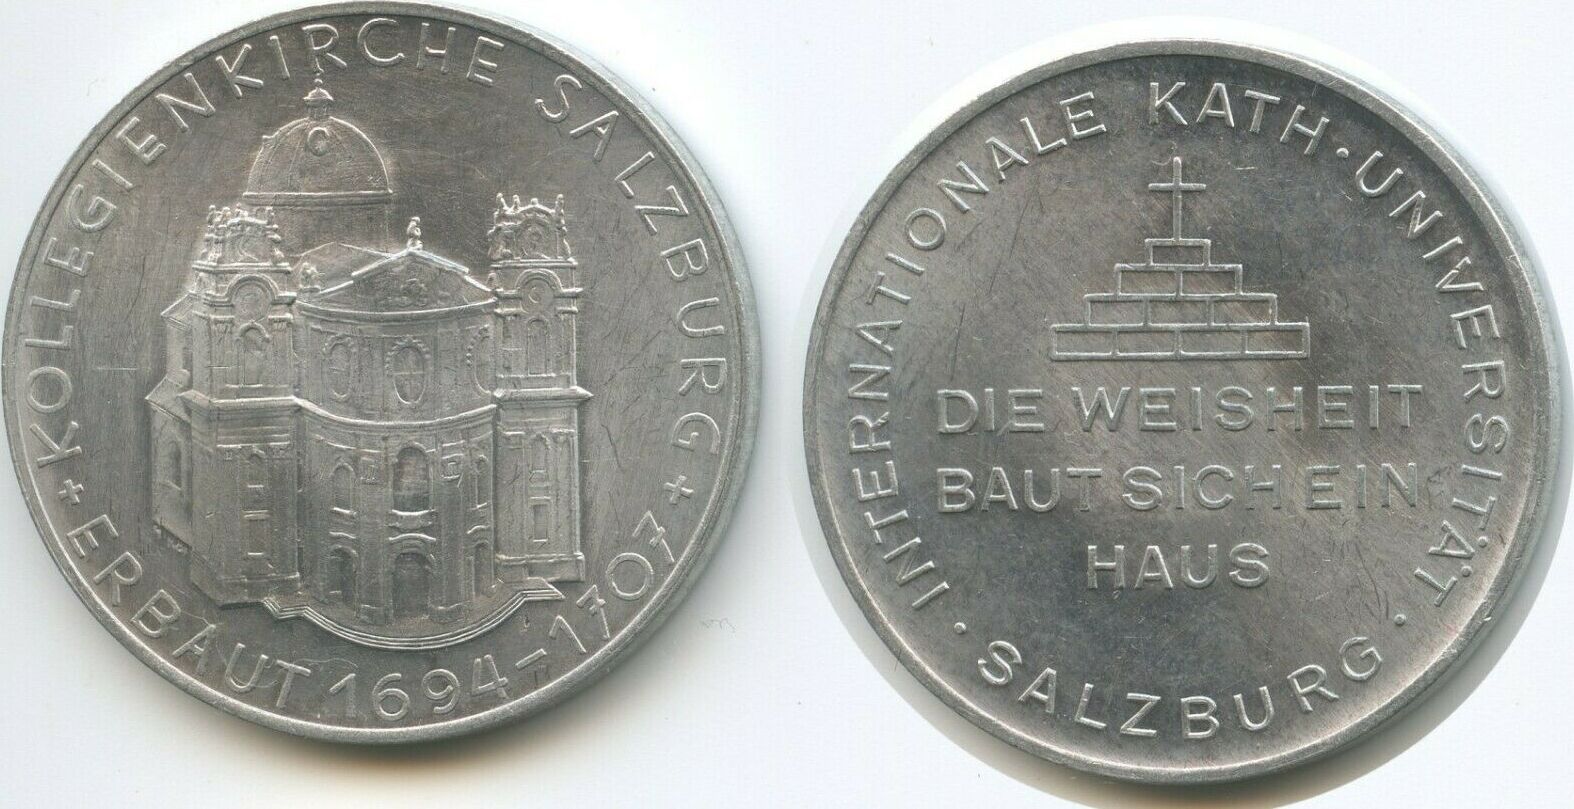 KOLLEGIENKIRCHE SALZBURG
+ ERBAUT 1694-1707 +
INTERNATIONALE KATH · UNIVERSITÄT
· SALZBURG ·
DIE WEISHEIT
BAUT SICH EIN
HAUS